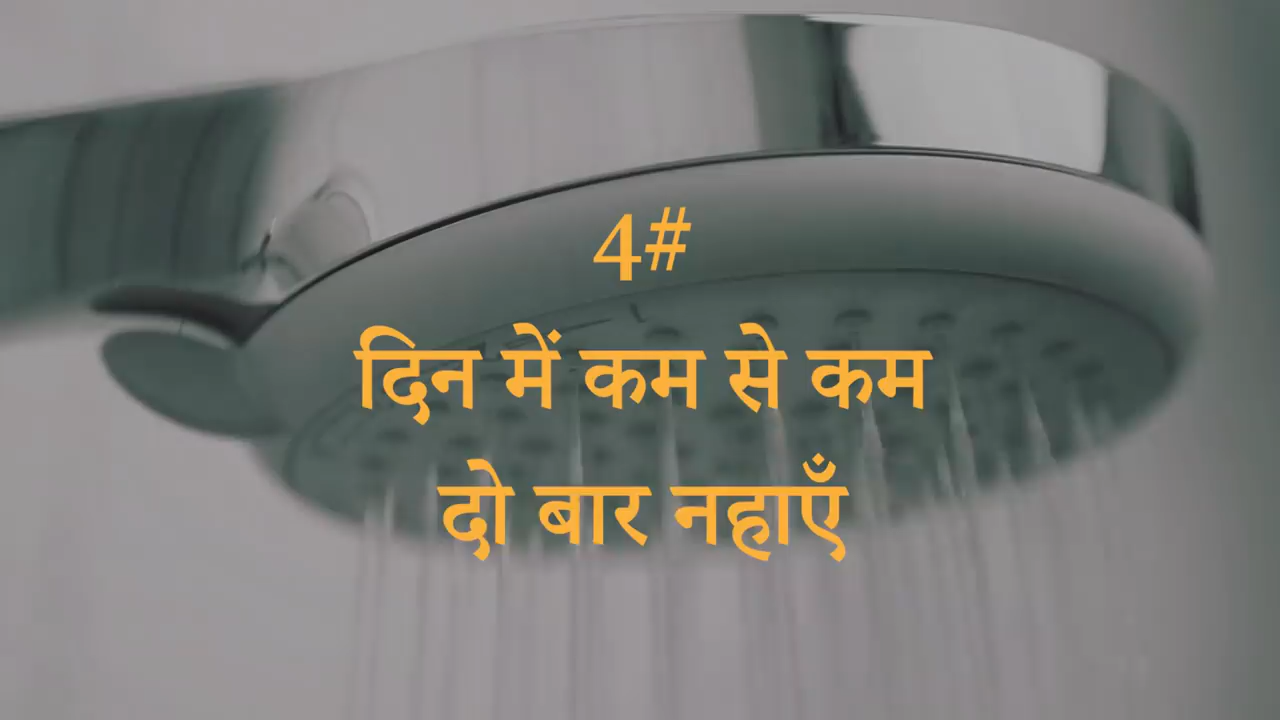 4#
दिन में कम से कम
दो बार नहाएँ